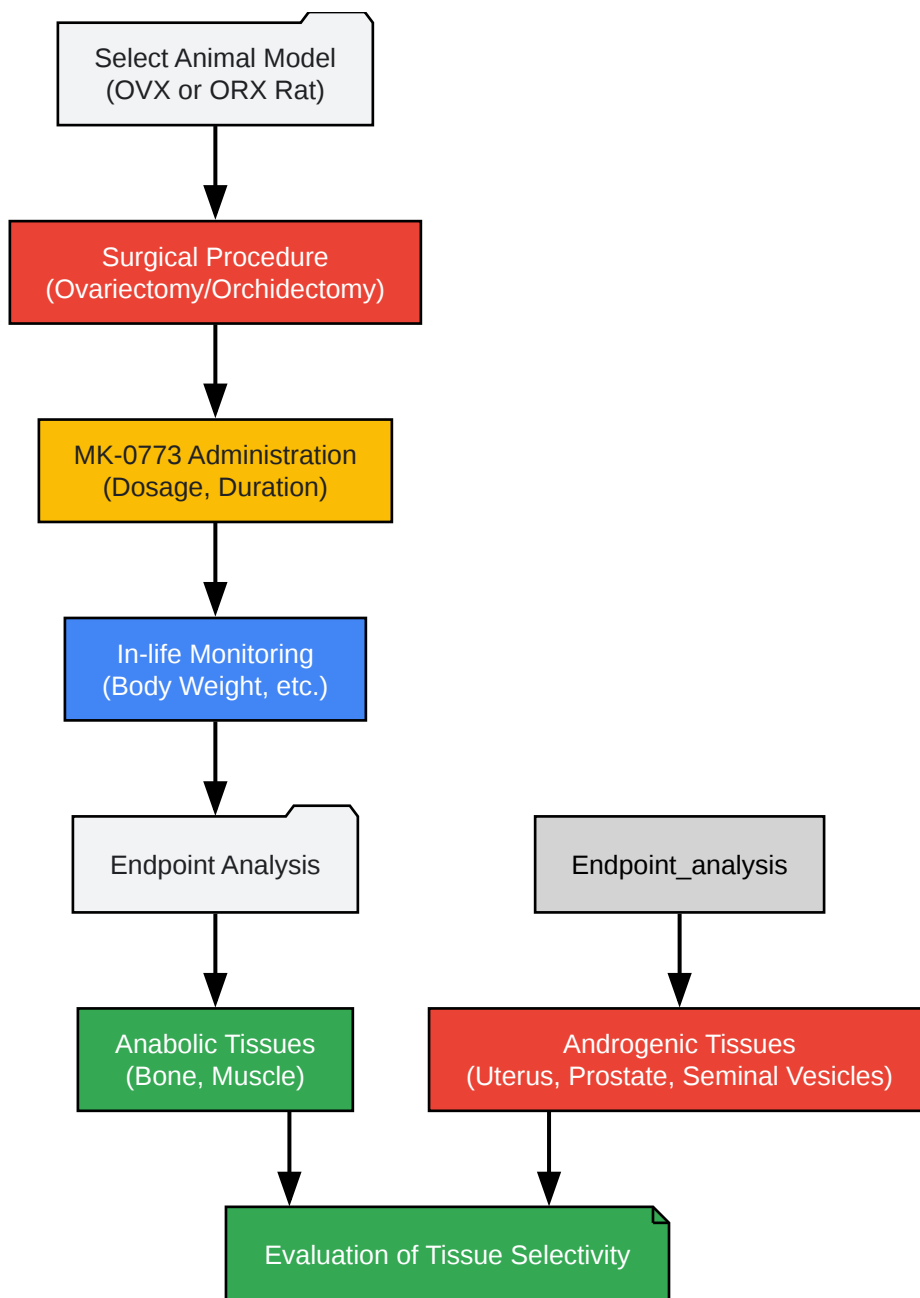 Select Animal Model
(OVX or ORX Rat)
Surgical Procedure
(Ovariectomy/Orchidectomy)
MK-0773 Administration
(Dosage, Duration)
In-life Monitoring
(Body Weight, etc.)
Endpoint Analysis
Endpoint_analysis
Anabolic Tissues
(Bone, Muscle)
Androgenic Tissues
(Uterus, Prostate, Seminal Vesicles)
Evaluation of Tissue Selectivity